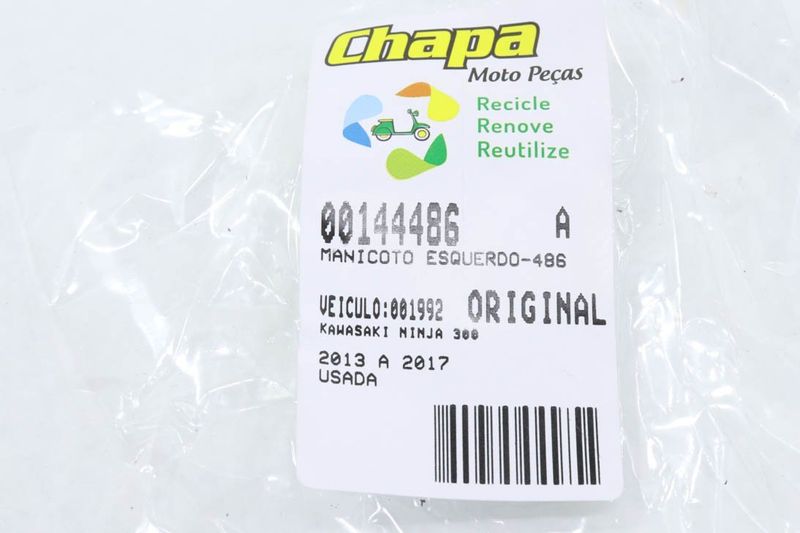 Chapa
Moto Peças
Recicle
Renove
Reutilize
00144486 A
MANICOTO ESQUERDO-486
VEICULO:001992 ORIGINAL
KAWASAKI NINJA 300
2013 A 2017
USADA